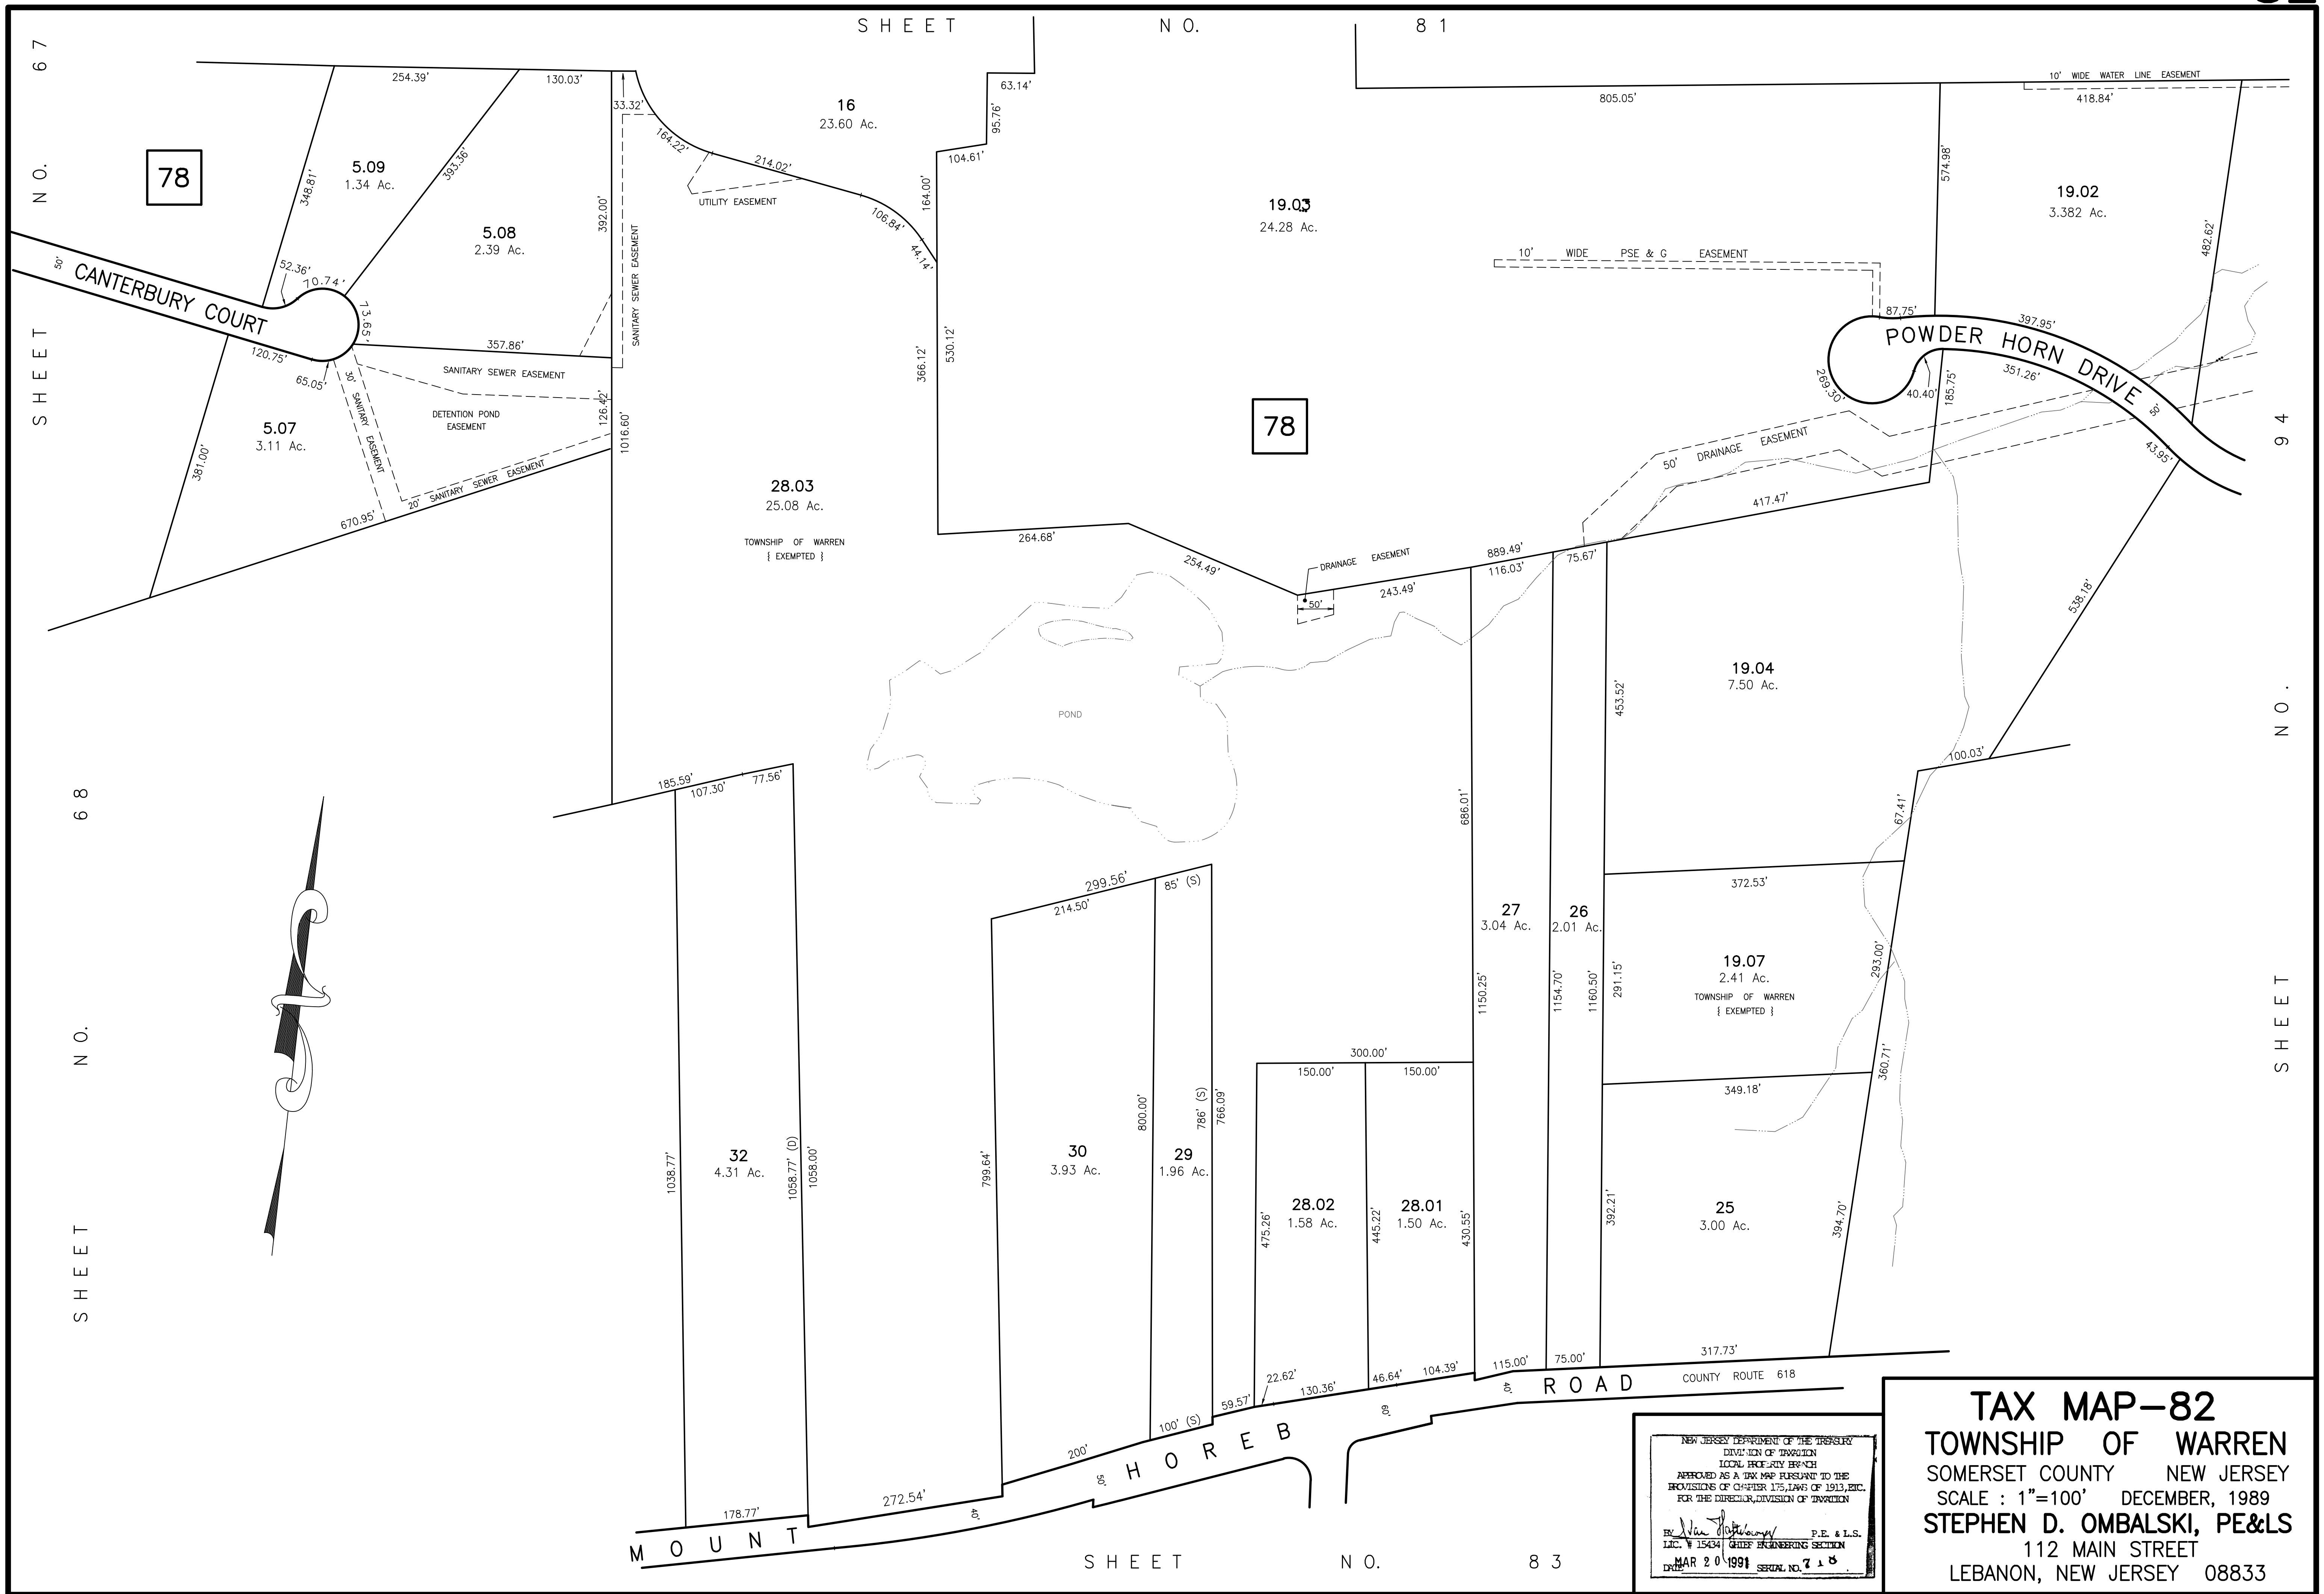 SHEET NO. 81
SHEET NO. 67
SHEET NO. 68
SHEET NO. 94
SHEET NO. 83
78
254.39'
130.03'
33.32'
164.22'
214.02'
UTILITY EASEMENT
16
23.60 Ac.
63.14'
95.76'
104.61'
164.00'
106.84'
44.14'
805.05'
10' WIDE WATER LINE EASEMENT
418.84'
5.09
1.34 Ac.
348.81'
393.36'
5.08
2.39 Ac.
392.00'
SANITARY SEWER EASEMENT
19.03
24.28 Ac.
574.98'
19.02
3.382 Ac.
482.62'
10' WIDE PSE & G EASEMENT
50'
CANTERBURY COURT
52.36'
70.74'
73.65'
120.75'
65.05'
357.86'
SANITARY SEWER EASEMENT
30' SANITARY EASEMENT
DETENTION POND
EASEMENT
126.42'
1016.60'
5.07
3.11 Ac.
381.00'
20' SANITARY SEWER EASEMENT
670.95'
366.12'
530.12'
78
87.75'
397.95'
POWDER HORN DRIVE
351.26'
50'
269.30'
40.40'
185.75'
43.95'
50' DRAINAGE EASEMENT
417.47'
28.03
25.08 Ac.
TOWNSHIP OF WARREN
{ EXEMPTED }
264.68'
254.49'
DRAINAGE EASEMENT
50'
243.49'
889.49'
116.03'
75.67'
538.18'
19.04
7.50 Ac.
453.52'
POND
100.03'
67.41'
185.59'
107.30'
77.56'
686.01'
299.56'
214.50'
85' (S)
372.53'
27
3.04 Ac.
26
2.01 Ac.
19.07
2.41 Ac.
TOWNSHIP OF WARREN
{ EXEMPTED }
293.00'
291.15'
1150.25'
1154.70'
1160.50'
360.71'
349.18'
300.00'
150.00'
150.00'
800.00'
786' (S)
766.09'
1038.77'
32
4.31 Ac.
1058.77' (D)
1058.00'
799.64'
30
3.93 Ac.
29
1.96 Ac.
475.26'
28.02
1.58 Ac.
445.22'
28.01
1.50 Ac.
430.55'
392.21'
25
3.00 Ac.
394.70'
178.77'
272.54'
40'
200'
50'
100' (S)
59.57'
22.62'
130.36'
46.64'
104.39'
60'
115.00'
40'
75.00'
317.73'
MOUNT HOREB ROAD
COUNTY ROUTE 618
NEW JERSEY DEPARTMENT OF THE TREASURY
DIVISION OF TAXATION
LOCAL PROPERTY BRANCH
APPROVED AS A TAX MAP PURSUANT TO THE
PROVISIONS OF CHAPTER 175, LAWS OF 1913, ETC.
FOR THE DIRECTOR, DIVISION OF TAXATION
BY P.E. & L.S.
LIC. # 15434 CHIEF ENGINEERING SECTION
DATE MAR 20 1991 SERIAL NO.
TAX MAP-82
TOWNSHIP OF WARREN
SOMERSET COUNTY NEW JERSEY
SCALE : 1"=100' DECEMBER, 1989
STEPHEN D. OMBALSKI, PE&LS
112 MAIN STREET
LEBANON, NEW JERSEY 08833